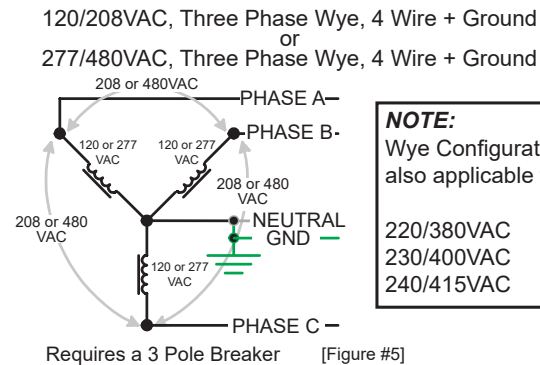 120/208VAC, Three Phase Wye, 4 Wire + Ground
or
277/480VAC, Three Phase Wye, 4 Wire + Ground
208 or 480VAC
PHASE A
PHASE B
120 or 277
VAC
120 or 277
VAC
208 or 480
VAC
208 or 480
VAC
NEUTRAL
GND
120 or 277
VAC
PHASE C
Requires a 3 Pole Breaker
[Figure #5]
NOTE:
Wye Configurat
also applicable
220/380VAC
230/400VAC
240/415VAC